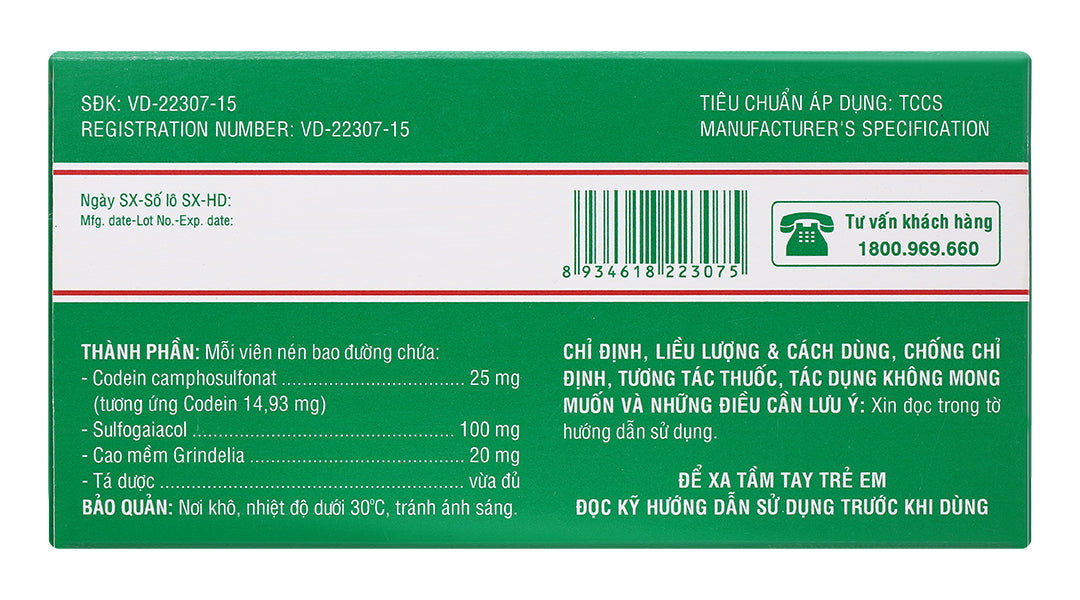 SĐK: VD-22307-15
REGISTRATION NUMBER: VD-22307-15
TIÊU CHUẨN ÁP DỤNG: TCCS
MANUFACTURER'S SPECIFICATION
Ngày SX-Số lô SX-HD:
Mfg. date-Lot No.-Exp. date:
8 934618 223075
Tư vấn khách hàng
1800.969.660
THÀNH PHẦN: Mỗi viên nén bao đường chứa:
- Codein camphosulfonat ........................................ 25 mg
(tương ứng Codein 14,93 mg)
- Sulfogaiacol .......................................................... 100 mg
- Cao mềm Grindelia ................................................ 20 mg
- Tá dược .................................................................... vừa đủ
BẢO QUẢN: Nơi khô, nhiệt độ dưới 30°C, tránh ánh sáng.
CHỈ ĐỊNH, LIỀU LƯỢNG & CÁCH DÙNG, CHỐNG CHỈ
ĐỊNH, TƯƠNG TÁC THUỐC, TÁC DỤNG KHÔNG MONG
MUỐN VÀ NHỮNG ĐIỀU CẦN LƯU Ý: Xin đọc trong tờ
hướng dẫn sử dụng.
ĐỂ XA TẦM TAY TRẺ EM
ĐỌC KỸ HƯỚNG DẪN SỬ DỤNG TRƯỚC KHI DÙNG